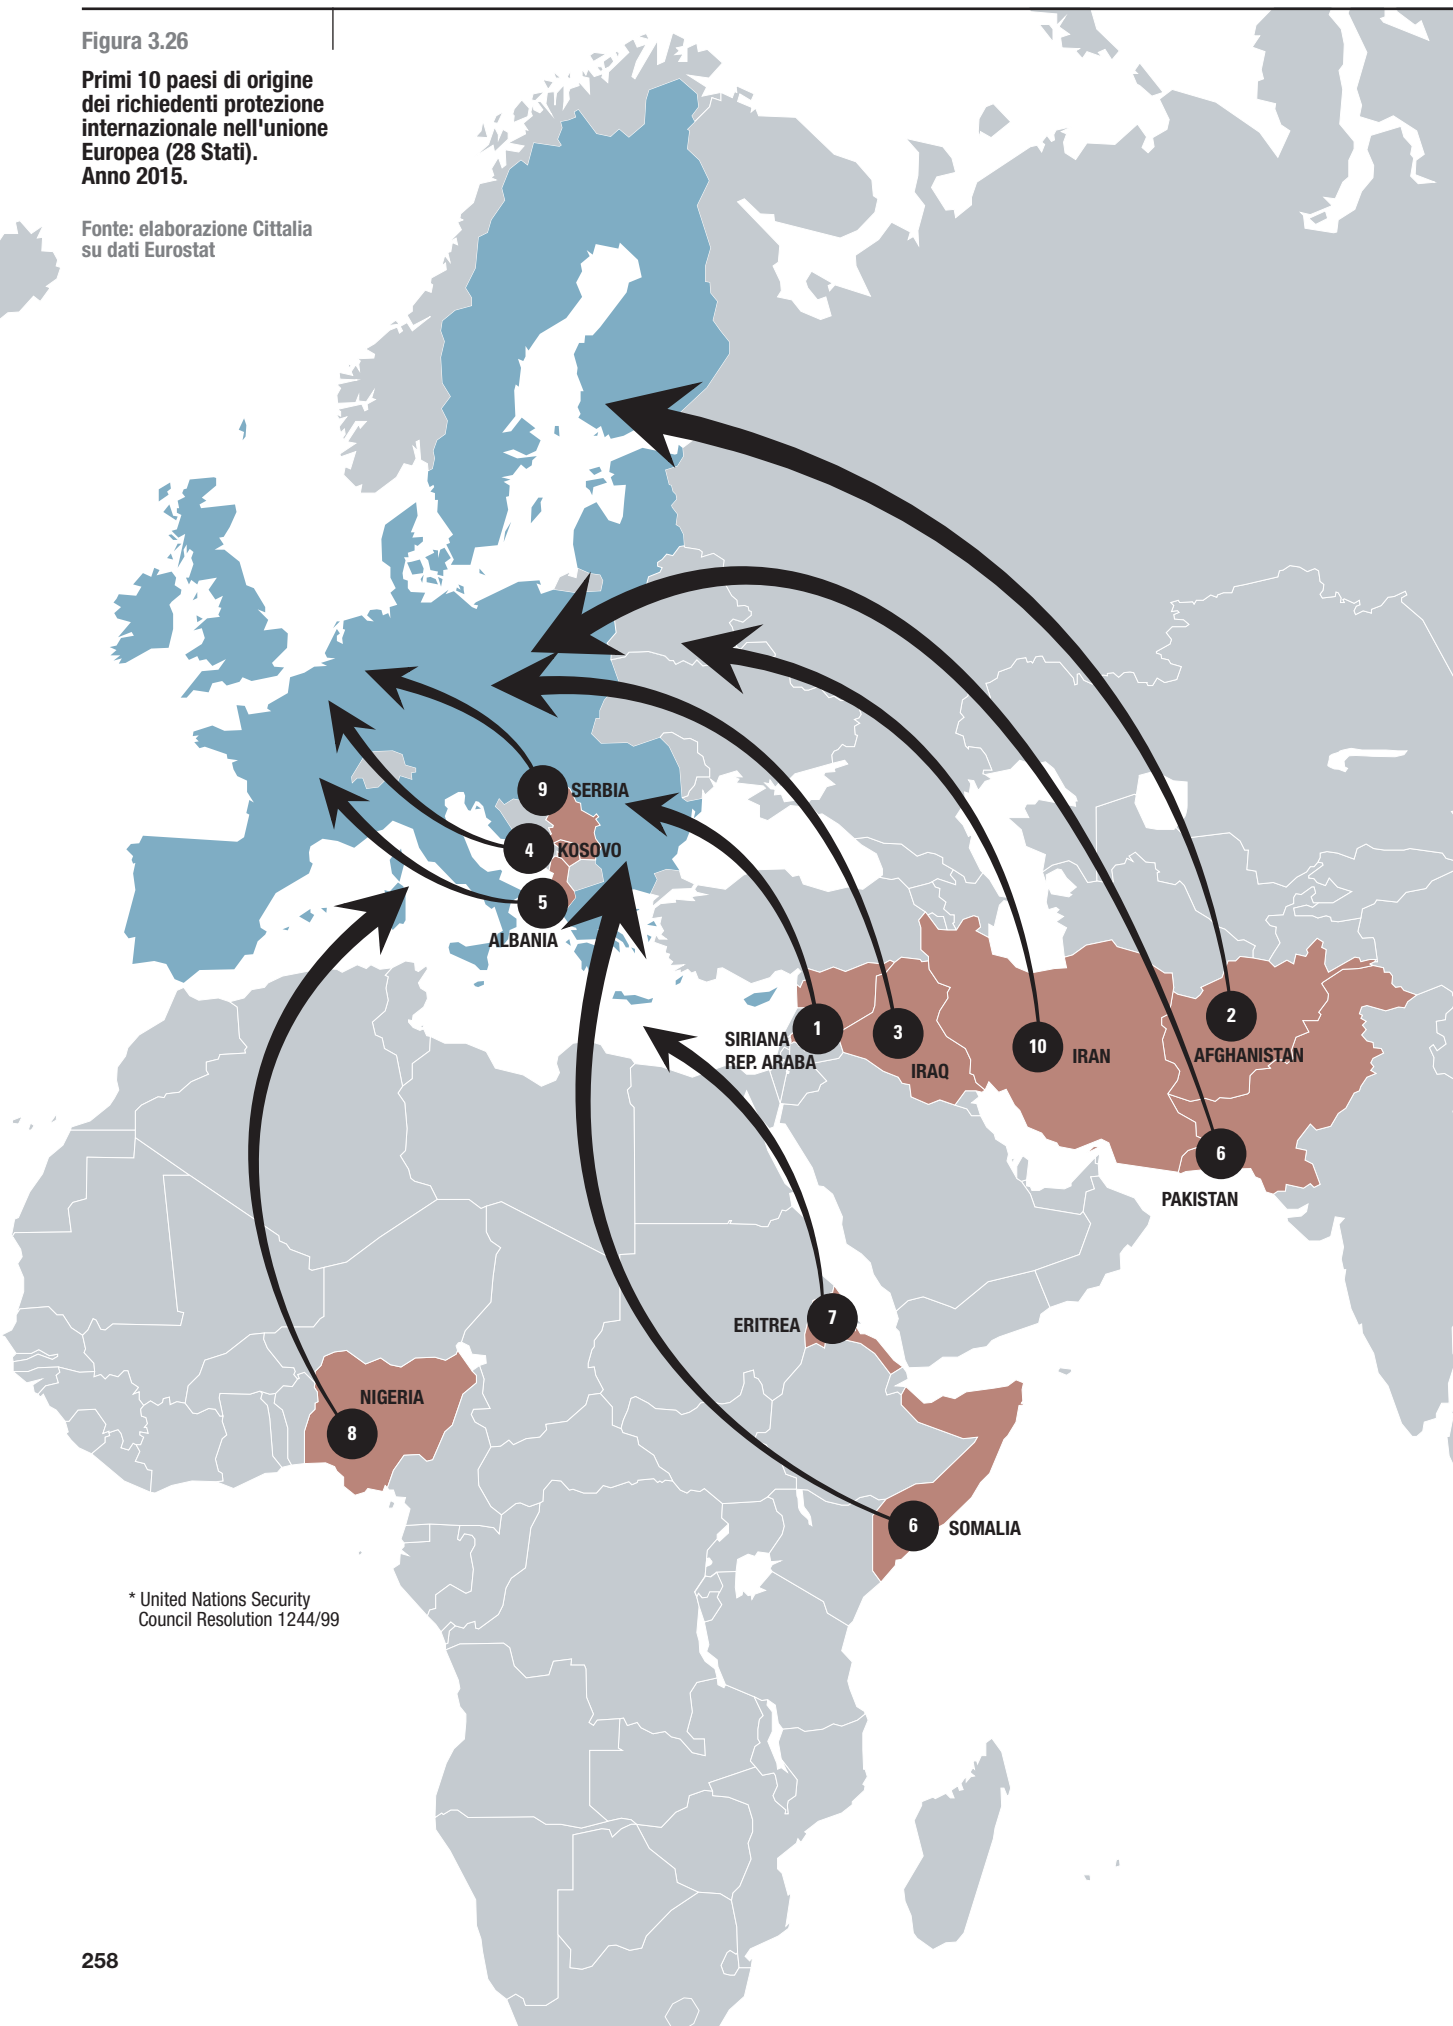 Figura 3.26
Primi 10 paesi di origine
dei richiedenti protezione
internazionale nell'unione
Europea (28 Stati).
Anno 2015.
Fonte: elaborazione Cittalia
su dati Eurostat
9
SERBIA
4
KOSOVO
5
ALBANIA
1
SIRIANA
REP. ARABA
3
IRAQ
10
IRAN
2
AFGHANISTAN
6
PAKISTAN
7
ERITREA
NIGERIA
8
6
SOMALIA
* United Nations Security
Council Resolution 1244/99
258